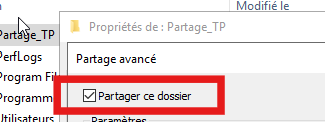 Modifié le
Partage_TP
Propriétés de : Partage_TP
PerfLogs
Partage avancé
Program Fil
Programm
Partager ce dossier
Utilisateurs
Paramètres